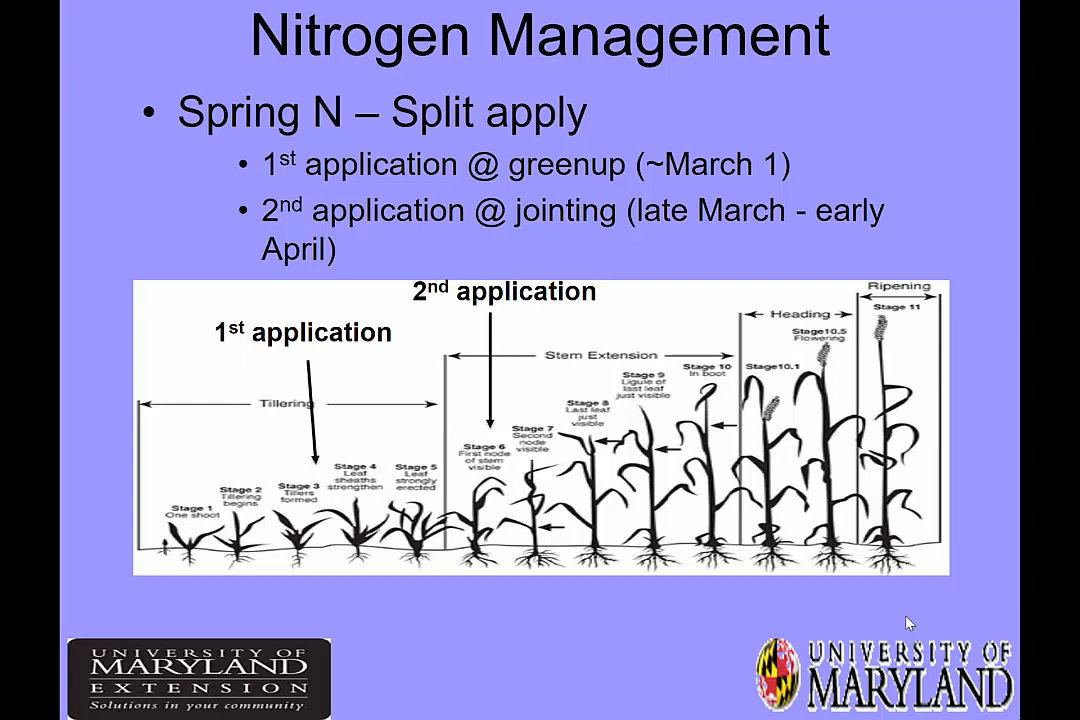 Nitrogen Management
• Spring N – Split apply
• 1st application @ greenup (~March 1)
• 2nd application @ jointing (late March - early
April)
2nd application
1st application
Tillering
Stem Extension
Heading
Ripening
Stage 1
One shoot
Stage 2
Tillering
begins
Stage 3
Tillers
formed
Stage 4
Leaf
sheaths
strengthen
Stage 5
Leaf
strongly
erected
Stage 6
First node
of stem
visible
Stage 7
Second
node
visible
Stage 8
Last leaf
just
visible
Stage 9
Ligule of
last leaf
just visible
Stage 10
In boot
Stage10.1
Stage10.5
Flowering
Stage 11
UNIVERSITY OF
MARYLAND
EXTENSION
Solutions in your community
UNIVERSITY OF
MARYLAND